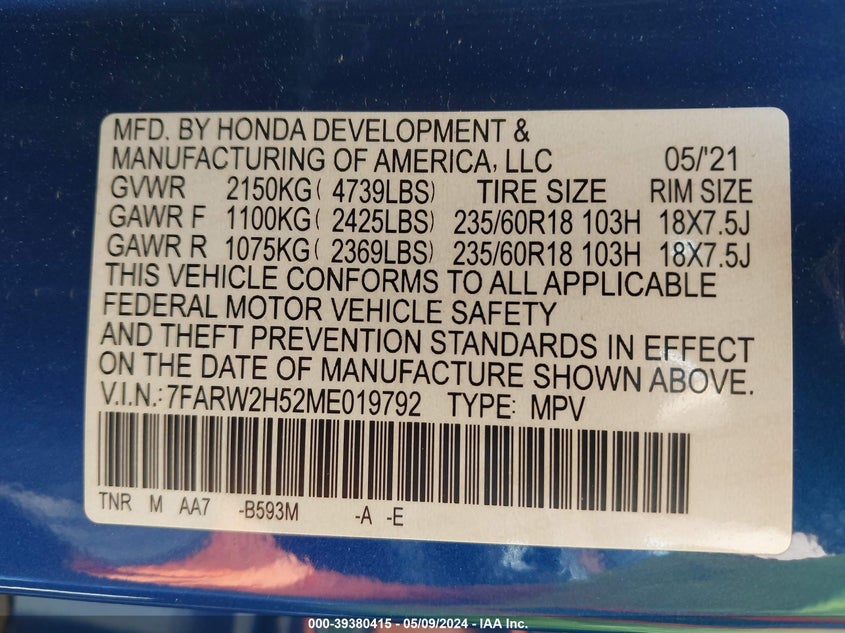 MFD. BY HONDA DEVELOPMENT &
MANUFACTURING OF AMERICA, LLC 05/'21
GVWR 2150KG( 4739LBS) TIRE SIZE RIM SIZE
GAWR F 1100KG( 2425LBS) 235/60R18 103H 18X7.5J
GAWR R 1075KG( 2369LBS) 235/60R18 103H 18X7.5J
THIS VEHICLE CONFORMS TO ALL APPLICABLE
FEDERAL MOTOR VEHICLE SAFETY
AND THEFT PREVENTION STANDARDS IN EFFECT
ON THE DATE OF MANUFACTURE SHOWN ABOVE.
V.I.N.:7FARW2H52ME019792 TYPE: MPV
TNR M AA7 -B593M -A -E
000-39380415 - 05/09/2024 - IAA Inc.